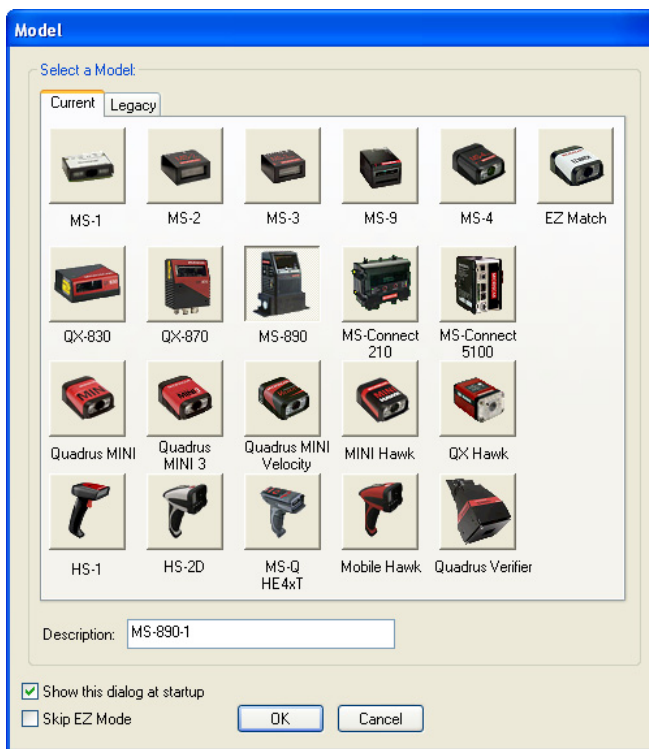 Model
Select a Model:
Current Legacy
MS-1 MS-2 MS-3 MS-9 MS-4 EZ Match
QX-830 QX-870 MS-890 MS-Connect 210 MS-Connect 5100
Quadrus MINI Quadrus MINI 3 Quadrus MINI Velocity MINI Hawk QX Hawk
HS-1 HS-2D MS-Q HE4xT Mobile Hawk Quadrus Verifier
Description: MS-890-1
Show this dialog at startup
Skip EZ Mode OK Cancel